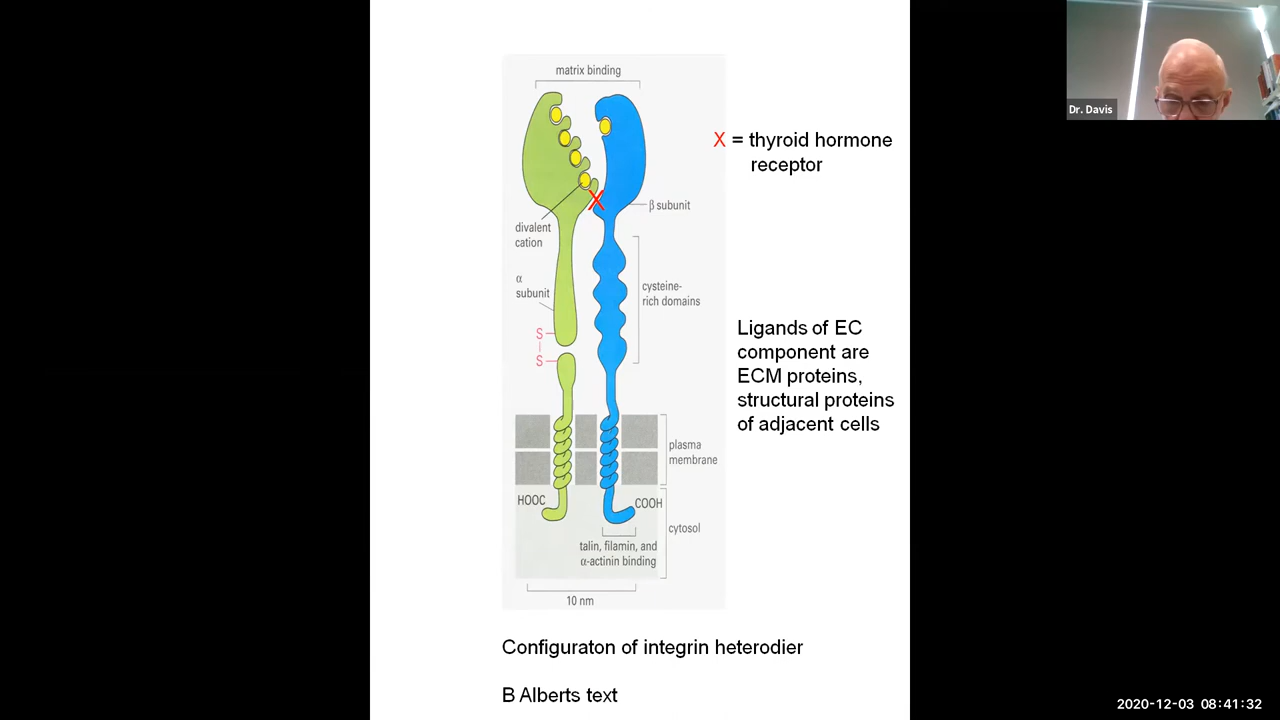 matrix binding
Dr. Davis
X = thyroid hormone
receptor
X
β subunit
divalent
cation
α
subunit
cysteine-
rich domains
S
S
Ligands of EC
component are
ECM proteins,
structural proteins
of adjacent cells
plasma
membrane
HOOC
COOH
cytosol
talin, filamin, and
α-actinin binding
10 nm
Configuraton of integrin heterodier
B Alberts text
2020-12-03 08:41:32